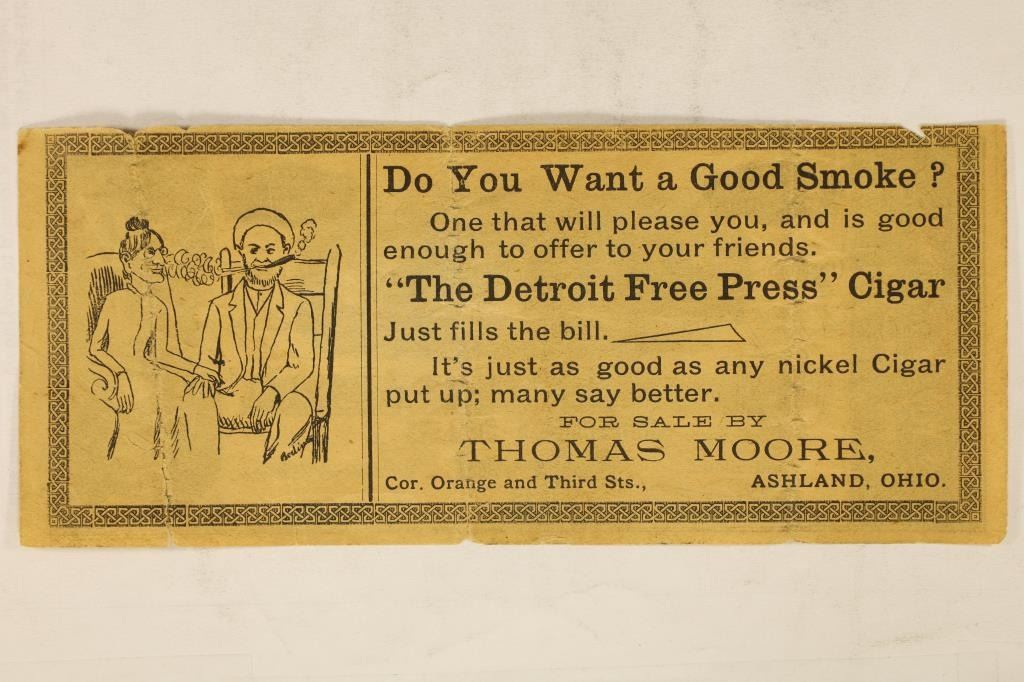 Do You Want a Good Smoke ?
One that will please you, and is good
enough to offer to your friends.
"The Detroit Free Press" Cigar
Just fills the bill.
It's just as good as any nickel Cigar
put up; many say better.
FOR SALE BY
THOMAS MOORE,
Cor. Orange and Third Sts., ASHLAND, OHIO.